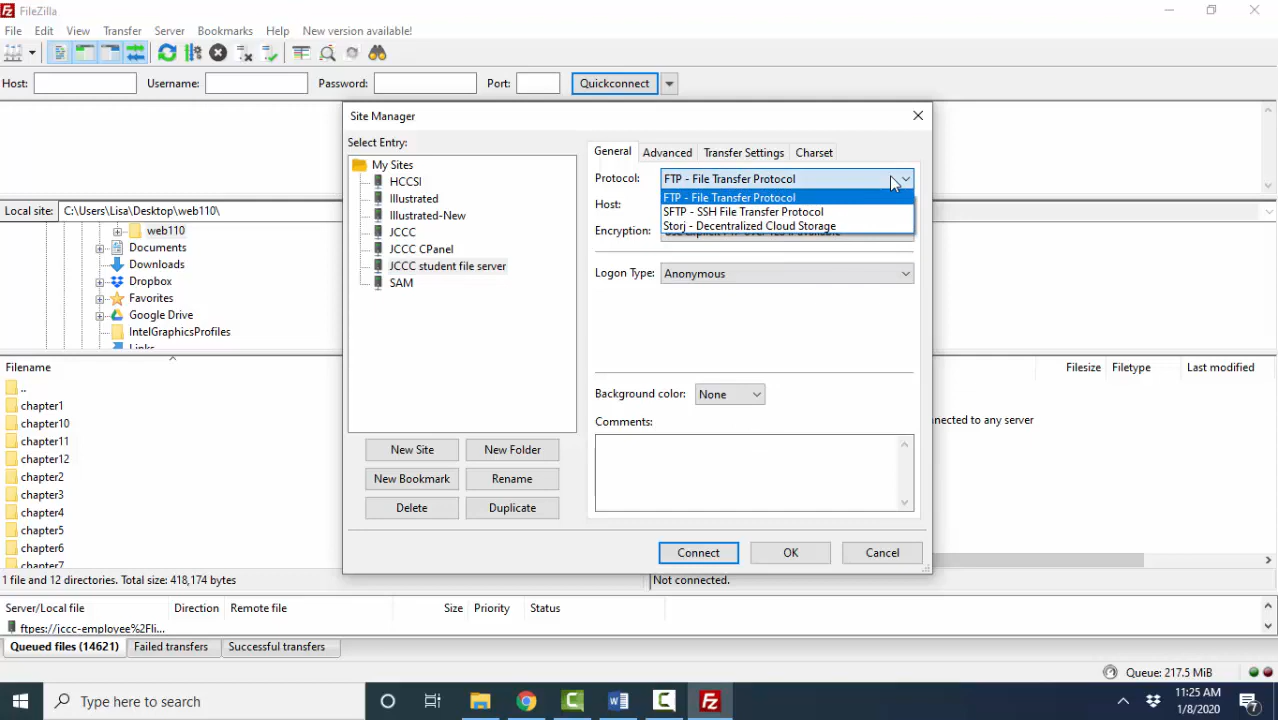 FileZilla
File Edit View Transfer Server Bookmarks Help New version available!
Host: Username: Password: Port: Quickconnect
Site Manager
Select Entry:
My Sites
HCCSI
Illustrated
Illustrated-New
JCCC
JCCC CPanel
JCCC student file server
SAM
New Site New Folder
New Bookmark Rename
Delete Duplicate
General Advanced Transfer Settings Charset
Protocol: FTP - File Transfer Protocol
FTP - File Transfer Protocol
Host: SFTP - SSH File Transfer Protocol
Storj - Decentralized Cloud Storage
Encryption:
Logon Type: Anonymous
Background color: None
Comments:
Connect OK Cancel
Local site: C:\Users\Lisa\Desktop\web110\
web110
Documents
Downloads
Dropbox
Favorites
Google Drive
IntelGraphicsProfiles
Links
Filename
..
chapter1
chapter10
chapter11
chapter12
chapter2
chapter3
chapter4
chapter5
chapter6
chapter7
Filesize Filetype Last modified
nected to any server
1 file and 12 directories. Total size: 418,174 bytes
Not connected.
Server/Local file Direction Remote file Size Priority Status
ftpes://jccc-employee%2Fli...
Queued files (14621) Failed transfers Successful transfers
Queue: 217.5 MiB
Type here to search
11:25 AM
1/8/2020
7